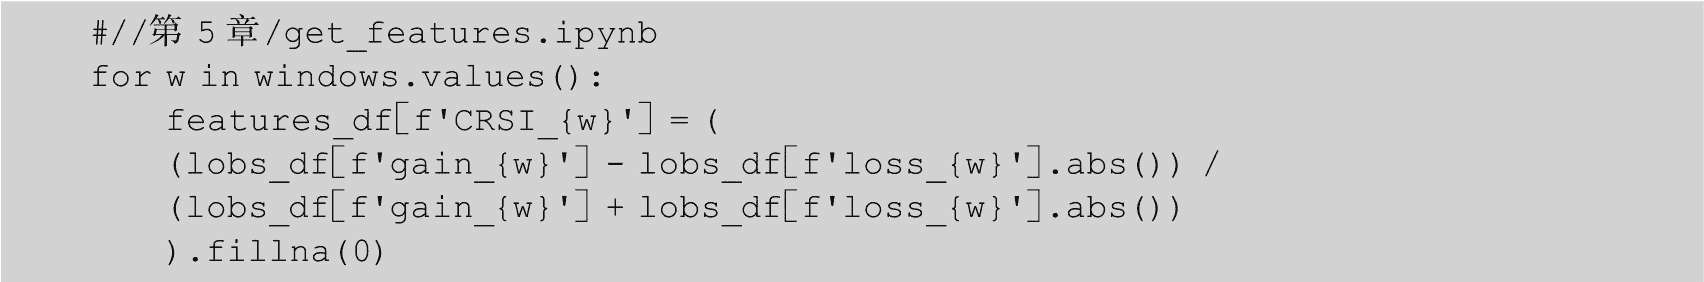 #//第 5 章/get_features.ipynb
for w in windows.values():
features_df[f'CRSI_{w}'] = (
(lobs_df[f'gain_{w}'] - lobs_df[f'loss_{w}'].abs()) /
(lobs_df[f'gain_{w}'] + lobs_df[f'loss_{w}'].abs())
).fillna(0)